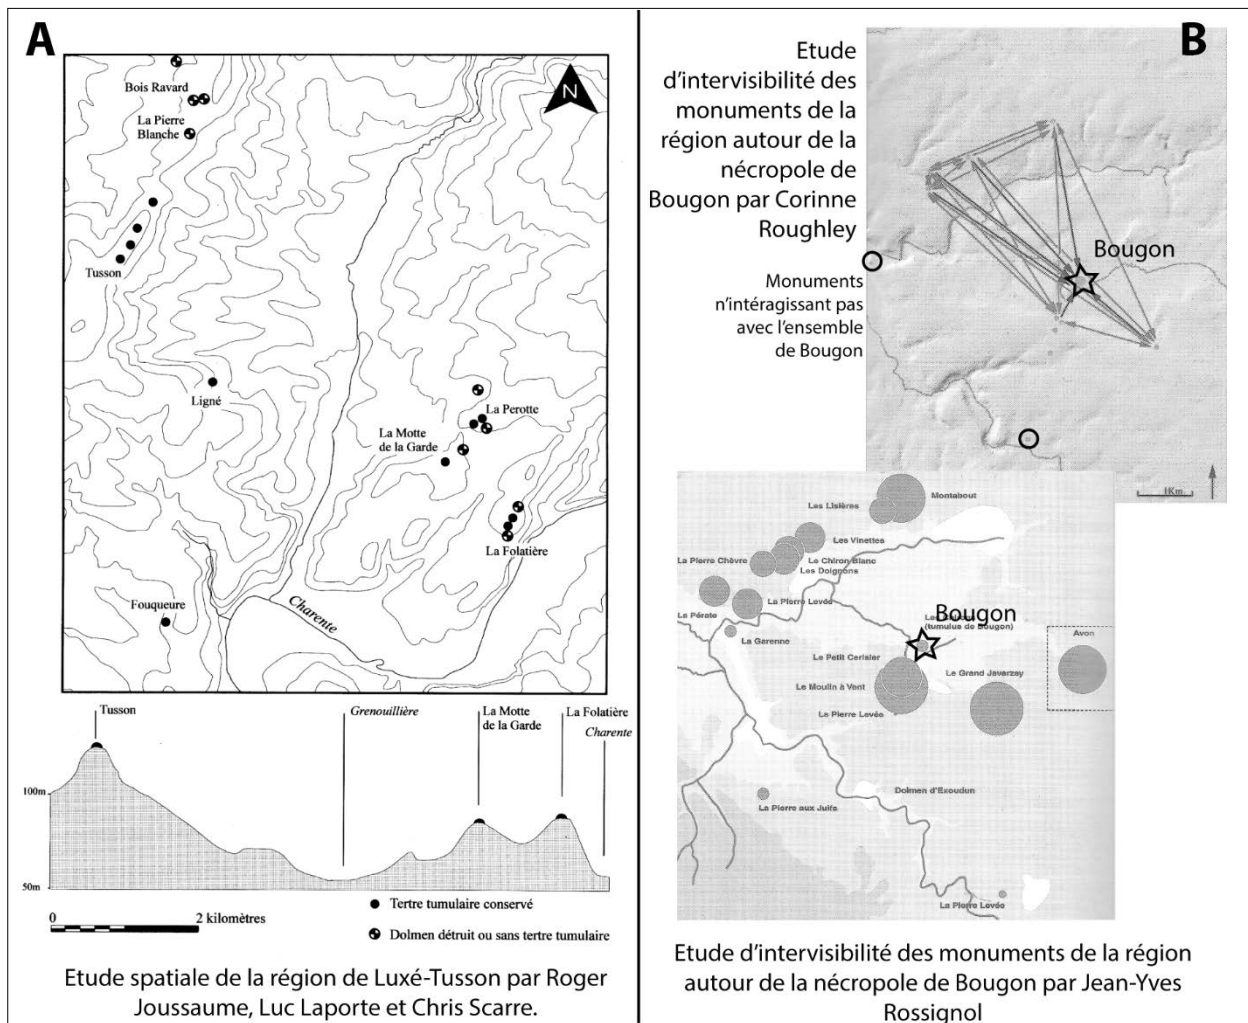 A
N
Bois Ravard
La Pierre
Blanche
Tusson
Ligné
La Perotte
La Motte
de la Garde
La Folatière
Fouqueure
Charente
Tusson
Grenouillière
La Motte
de la Garde
La Folatière
Charente
100m
50m
0
2 kilomètres
Tertre tumulaire conservé
Dolmen détruit ou sans tertre tumulaire
Etude spatiale de la région de Luxé-Tusson par Roger
Joussaume, Luc Laporte et Chris Scarre.
B
Etude
d'intervisibilité des
monuments de la
région autour de la
nécropole de
Bougon par Corinne
Roughley
Monuments
n'intéragissant pas
avec l'ensemble
de Bougon
Bougon
1Km.
Les Lisières
Montabout
Les Vinettes
La Pierre Chèvre
Le Chiron Blanc
Les Doignons
La Pierre Levée
La Pérate
La Garenne
Bougon
(tumulus de Bougon)
Avon
Le Petit Cerisier
Le Grand Javarzay
Le Moulin à Vent
La Pierre Levée
Dolmen d'Exoudun
La Pierre aux Juifs
La Pierre Levée
Etude d'intervisibilité des monuments de la région
autour de la nécropole de Bougon par Jean-Yves
Rossignol